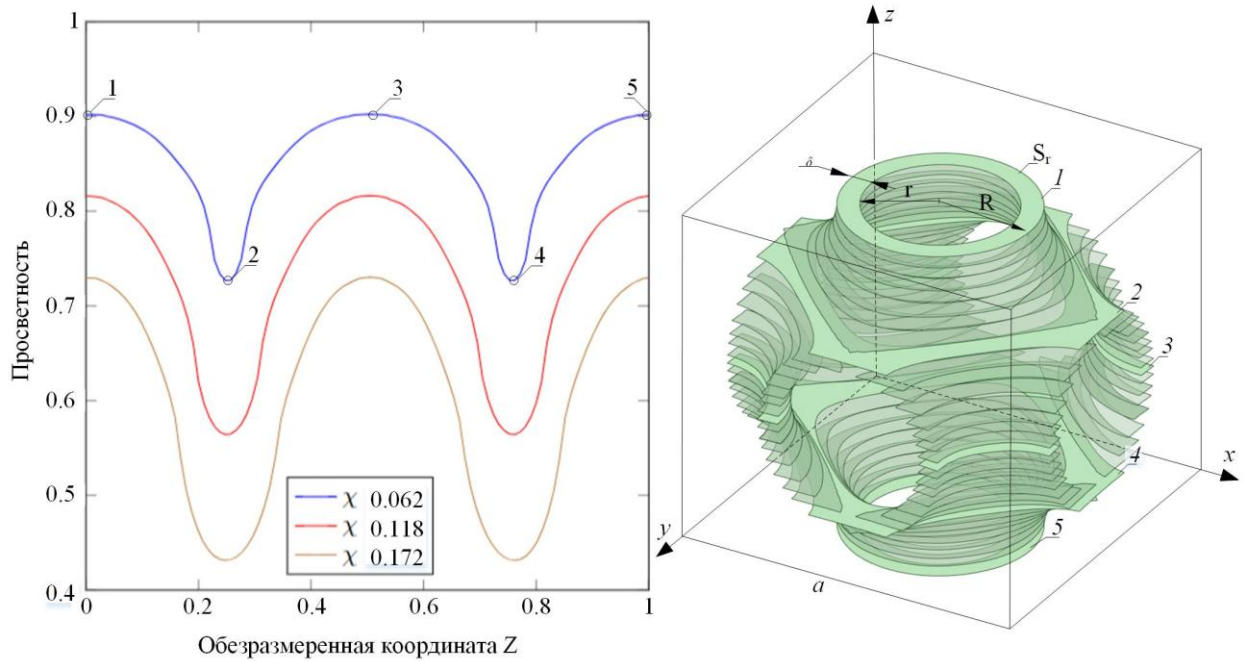 1
0.9
0.8
0.7
0.6
0.5
0.4
Просветность
1
2
3
4
5
χ 0.062
χ 0.118
χ 0.172
0
0.2
0.4
0.6
0.8
1
Обезразмеренная координата Z
z
δ
r
R
Sr
1
2
3
4
5
x
y
a